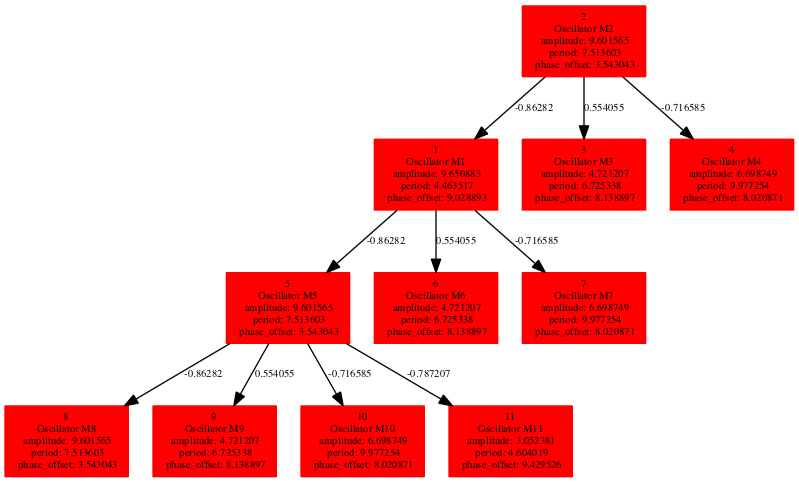 2
Oscillator M2
amplitude: 9.601565
period: 7.513603
phase_offset: 3.543043
-0.86282
0.554055
-0.716585
1
Oscillator M1
amplitude: 9.650883
period: 4.463517
phase_offset: 9.028893
3
Oscillator M3
amplitude: 4.721207
period: 6.725338
phase_offset: 8.138897
4
Oscillator M4
amplitude: 6.698749
period: 9.977254
phase_offset: 8.020871
-0.86282
0.554055
-0.716585
5
Oscillator M5
amplitude: 9.601565
period: 7.513603
phase_offset: 3.543043
6
Oscillator M6
amplitude: 4.721207
period: 6.725338
phase_offset: 8.138897
7
Oscillator M7
amplitude: 6.698749
period: 9.977254
phase_offset: 8.020871
-0.86282
0.554055
-0.716585
-0.787207
8
Oscillator M8
amplitude: 9.601565
period: 7.513603
phase_offset: 3.543043
9
Oscillator M9
amplitude: 4.721207
period: 6.725338
phase_offset: 8.138897
10
Oscillator M10
amplitude: 6.698749
period: 9.977254
phase_offset: 8.020871
11
Oscillator M11
amplitude: 3.052381
period: 4.604019
phase_offset: 9.429526